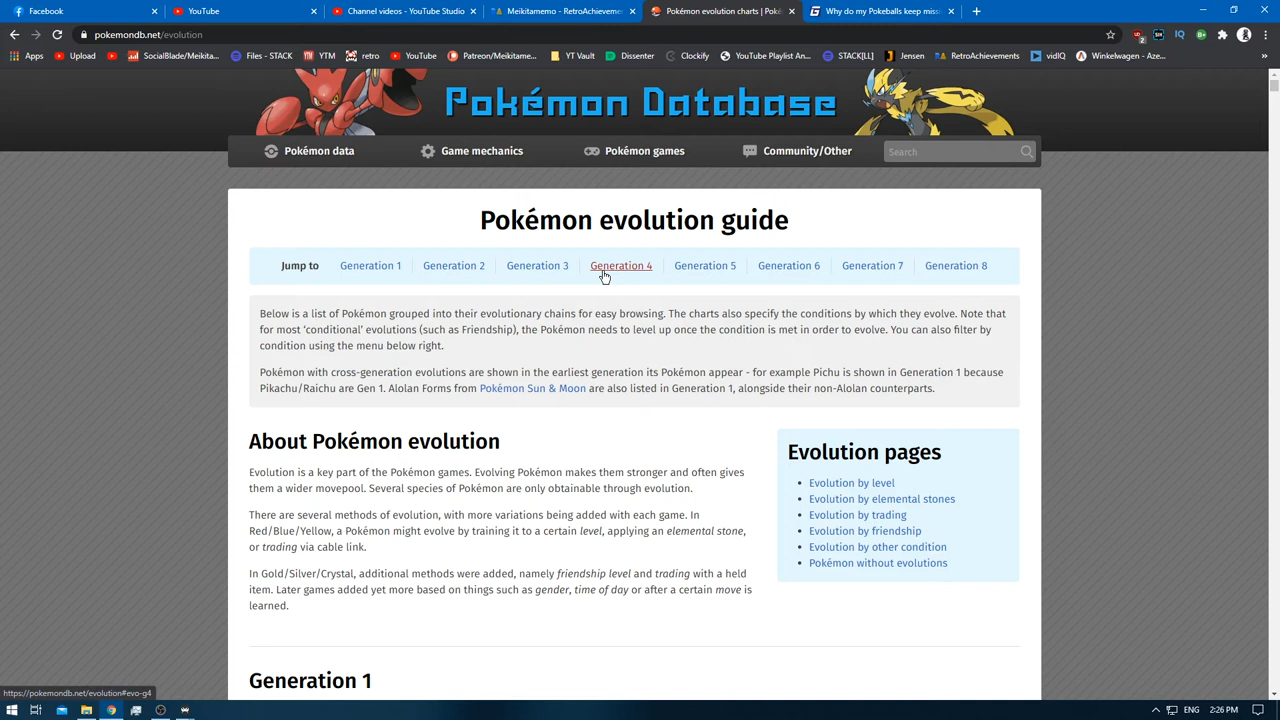 Facebook
YouTube
Channel videos - YouTube Studio
Meikitamemo - RetroAchieveme
Pokémon evolution charts | Pok
Why do my Pokeballs keep miss
pokemondb.net/evolution
Apps
Upload
SocialBlade/Meikita...
Files - STACK
YTM
retro
YouTube
Patreon/Meikitame...
YT Vault
Dissenter
Clockify
YouTube Playlist An...
STACK[LL]
Jensen
RetroAchievements
vidIQ
Winkelwagen - Aze...
Pokémon Database
Pokémon data
Game mechanics
Pokémon games
Community/Other
Search
Pokémon evolution guide
Jump to
Generation 1
Generation 2
Generation 3
Generation 4
Generation 5
Generation 6
Generation 7
Generation 8
Below is a list of Pokémon grouped into their evolutionary chains for easy browsing. The charts also specify the conditions by which they evolve. Note that
for most ‘conditional’ evolutions (such as Friendship), the Pokémon needs to level up once the condition is met in order to evolve. You can also filter by
condition using the menu below right.
Pokémon with cross-generation evolutions are shown in the earliest generation its Pokémon appear - for example Pichu is shown in Generation 1 because
Pikachu/Raichu are Gen 1. Alolan Forms from Pokémon Sun & Moon are also listed in Generation 1, alongside their non-Alolan counterparts.
About Pokémon evolution
Evolution is a key part of the Pokémon games. Evolving Pokémon makes them stronger and often gives
them a wider movepool. Several species of Pokémon are only obtainable through evolution.
There are several methods of evolution, with more variations being added with each game. In
Red/Blue/Yellow, a Pokémon might evolve by training it to a certain level, applying an elemental stone,
or trading via cable link.
In Gold/Silver/Crystal, additional methods were added, namely friendship level and trading with a held
item. Later games added yet more based on things such as gender, time of day or after a certain move is
learned.
Evolution pages
Evolution by level
Evolution by elemental stones
Evolution by trading
Evolution by friendship
Evolution by other condition
Pokémon without evolutions
Generation 1
https://pokemondb.net/evolution#evo-g4
ENG
2:26 PM